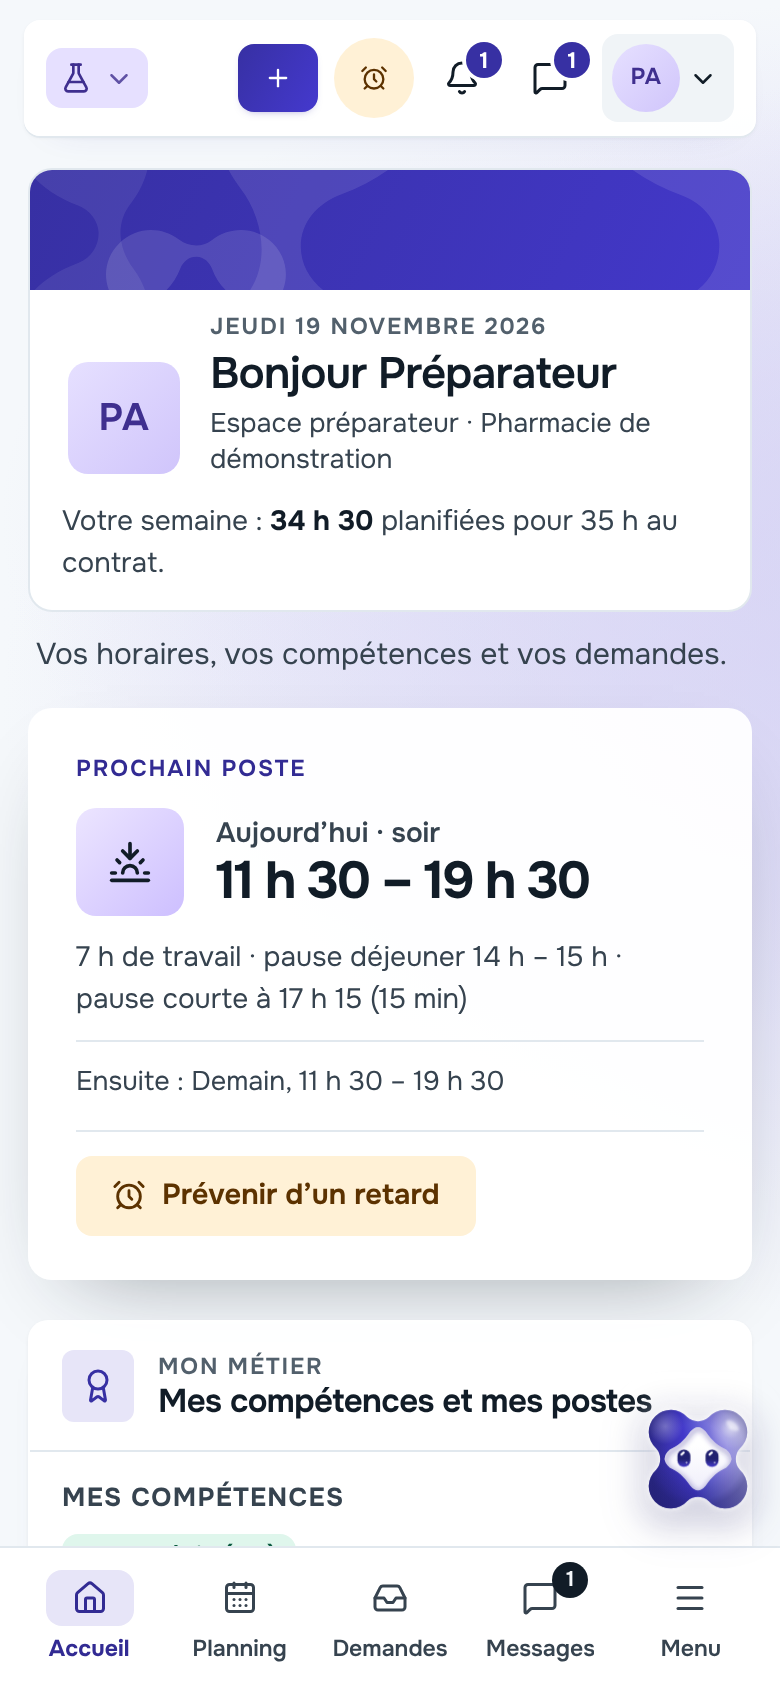 1
1
PA
JEUDI 19 NOVEMBRE 2026
PA
Bonjour Préparateur
Espace préparateur · Pharmacie de
démonstration
Votre semaine : 34 h 30 planifiées pour 35 h au
contrat.
Vos horaires, vos compétences et vos demandes.
PROCHAIN POSTE
Aujourd’hui · soir
11 h 30 – 19 h 30
7 h de travail · pause déjeuner 14 h – 15 h ·
pause courte à 17 h 15 (15 min)
Ensuite : Demain, 11 h 30 – 19 h 30
Prévenir d’un retard
MON MÉTIER
Mes compétences et mes postes
MES COMPÉTENCES
1
Accueil
Planning
Demandes
Messages
Menu